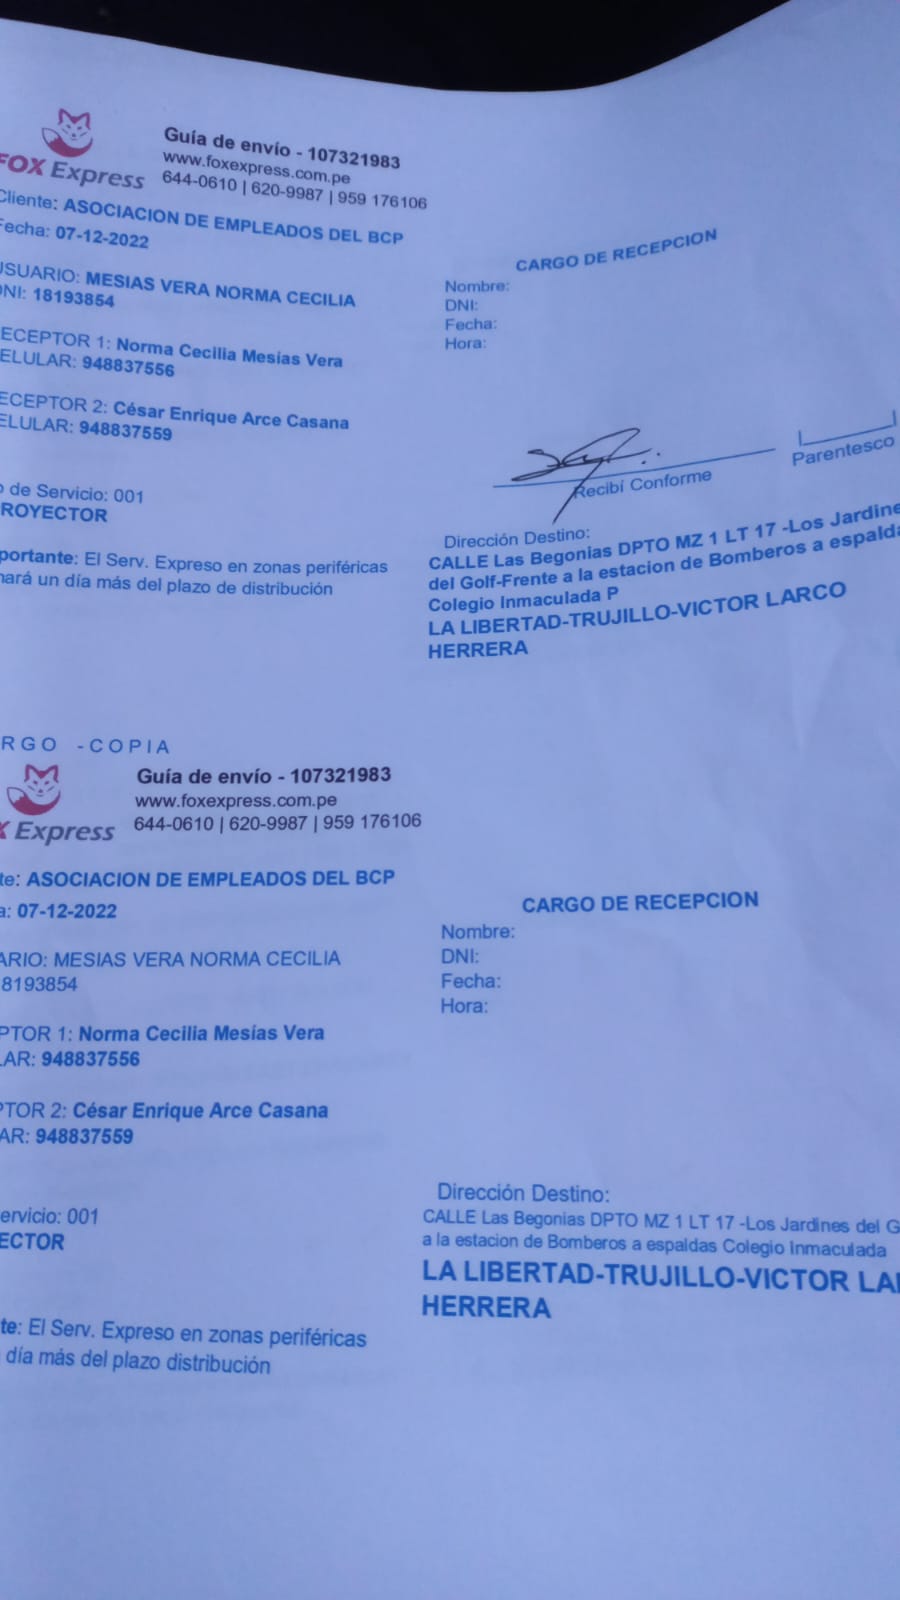 FOX Express
Guía de envío - 107321983
www.foxexpress.com.pe
644-0610 | 620-9987 | 959 176106
Cliente: ASOCIACION DE EMPLEADOS DEL BCP
Fecha: 07-12-2022
USUARIO: MESIAS VERA NORMA CECILIA
DNI: 18193854
ECEPTOR 1: Norma Cecilia Mesías Vera
ELULAR: 948837556
ECEPTOR 2: César Enrique Arce Casana
ELULAR: 948837559
o de Servicio: 001
ROYECTOR
portante: El Serv. Expreso en zonas periféricas
mará un día más del plazo de distribución
CARGO DE RECEPCION
Nombre:
DNI:
Fecha:
Hora:
Recibí Conforme
Parentesco
Dirección Destino:
CALLE Las Begonias DPTO MZ 1 LT 17 -Los Jardine
del Golf-Frente a la estacion de Bomberos a espalda
Colegio Inmaculada P
LA LIBERTAD-TRUJILLO-VICTOR LARCO
HERRERA
RGO - COPIA
X Express
Guía de envío - 107321983
www.foxexpress.com.pe
644-0610 | 620-9987 | 959 176106
te: ASOCIACION DE EMPLEADOS DEL BCP
a: 07-12-2022
ARIO: MESIAS VERA NORMA CECILIA
8193854
PTOR 1: Norma Cecilia Mesías Vera
LAR: 948837556
PTOR 2: César Enrique Arce Casana
AR: 948837559
ervicio: 001
ECTOR
te: El Serv. Expreso en zonas periféricas
día más del plazo distribución
CARGO DE RECEPCION
Nombre:
DNI:
Fecha:
Hora:
Dirección Destino:
CALLE Las Begonias DPTO MZ 1 LT 17 -Los Jardines del G
a la estacion de Bomberos a espaldas Colegio Inmaculada
LA LIBERTAD-TRUJILLO-VICTOR LAR
HERRERA